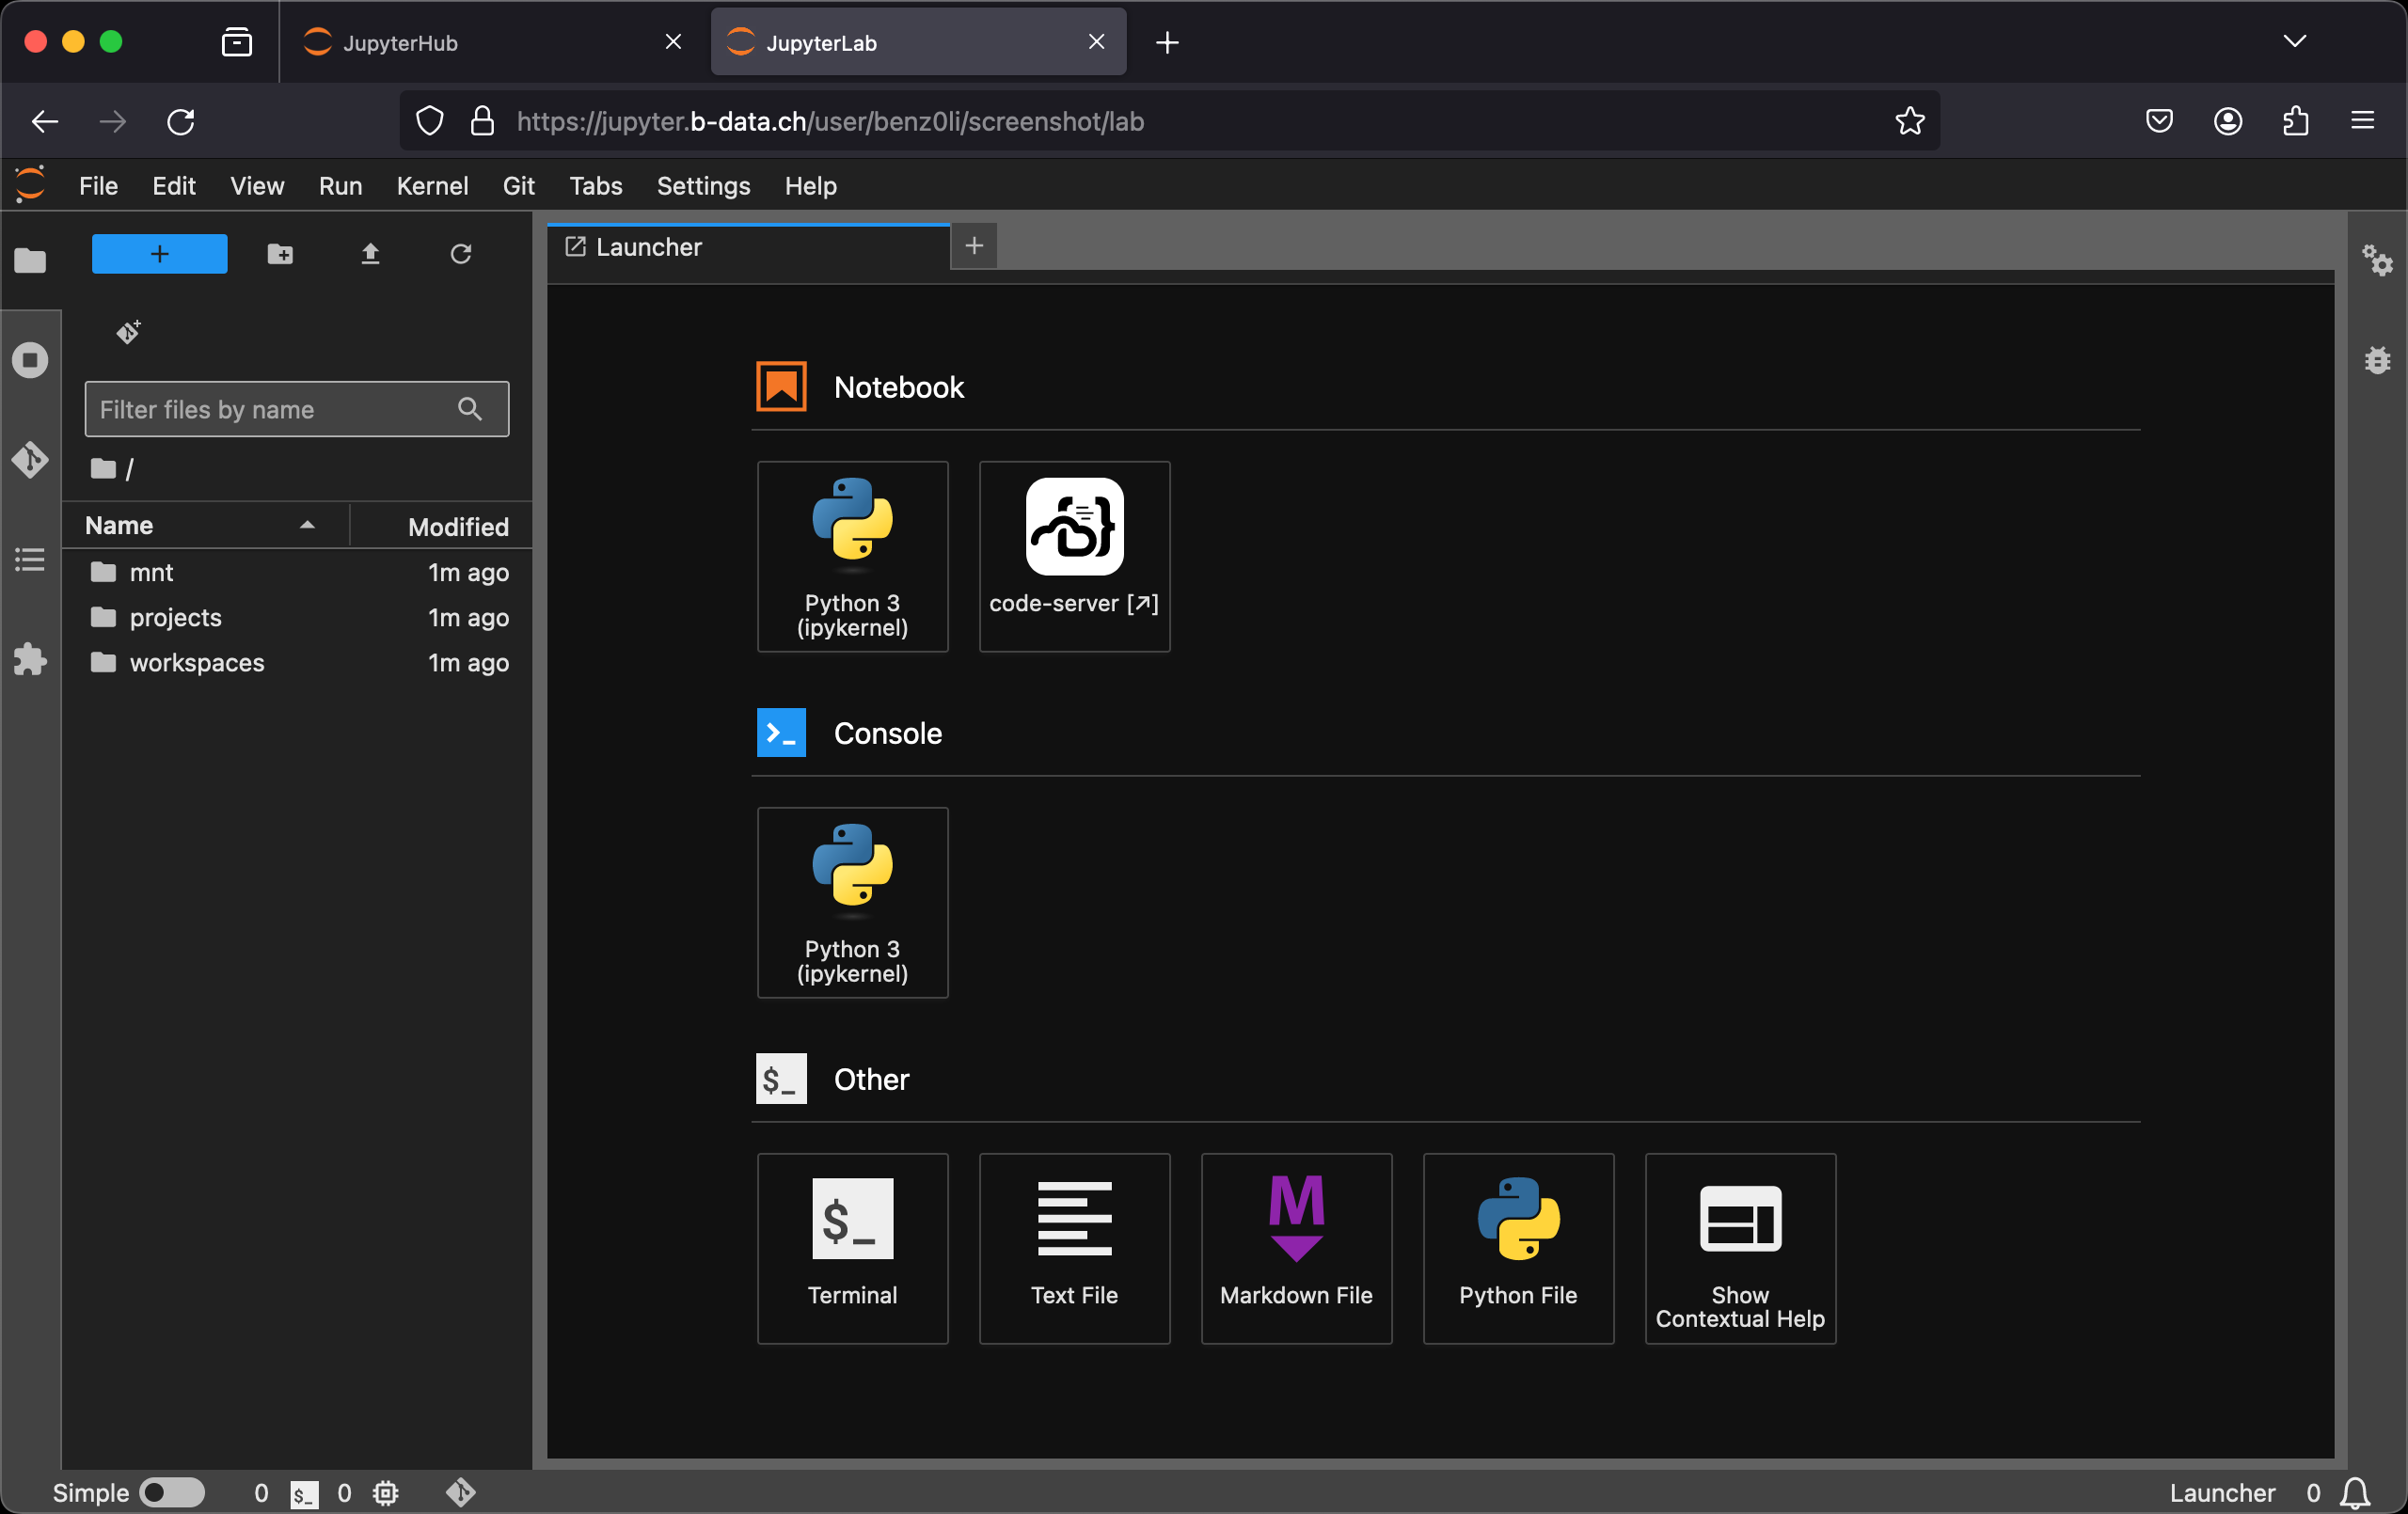 JupyterHub
JupyterLab
https://jupyter.b-data.ch/user/benz0li/screenshot/lab
File Edit View Run Kernel Git Tabs Settings Help
Launcher
Filter files by name
/
Name Modified
mnt 1m ago
projects 1m ago
workspaces 1m ago
Notebook
Python 3
(ipykernel)
code-server [↗]
Console
Python 3
(ipykernel)
Other
$_
$_
Terminal
Text File
M
Markdown File
Python File
Show
Contextual Help
Simple 0 $_ 0
Launcher 0